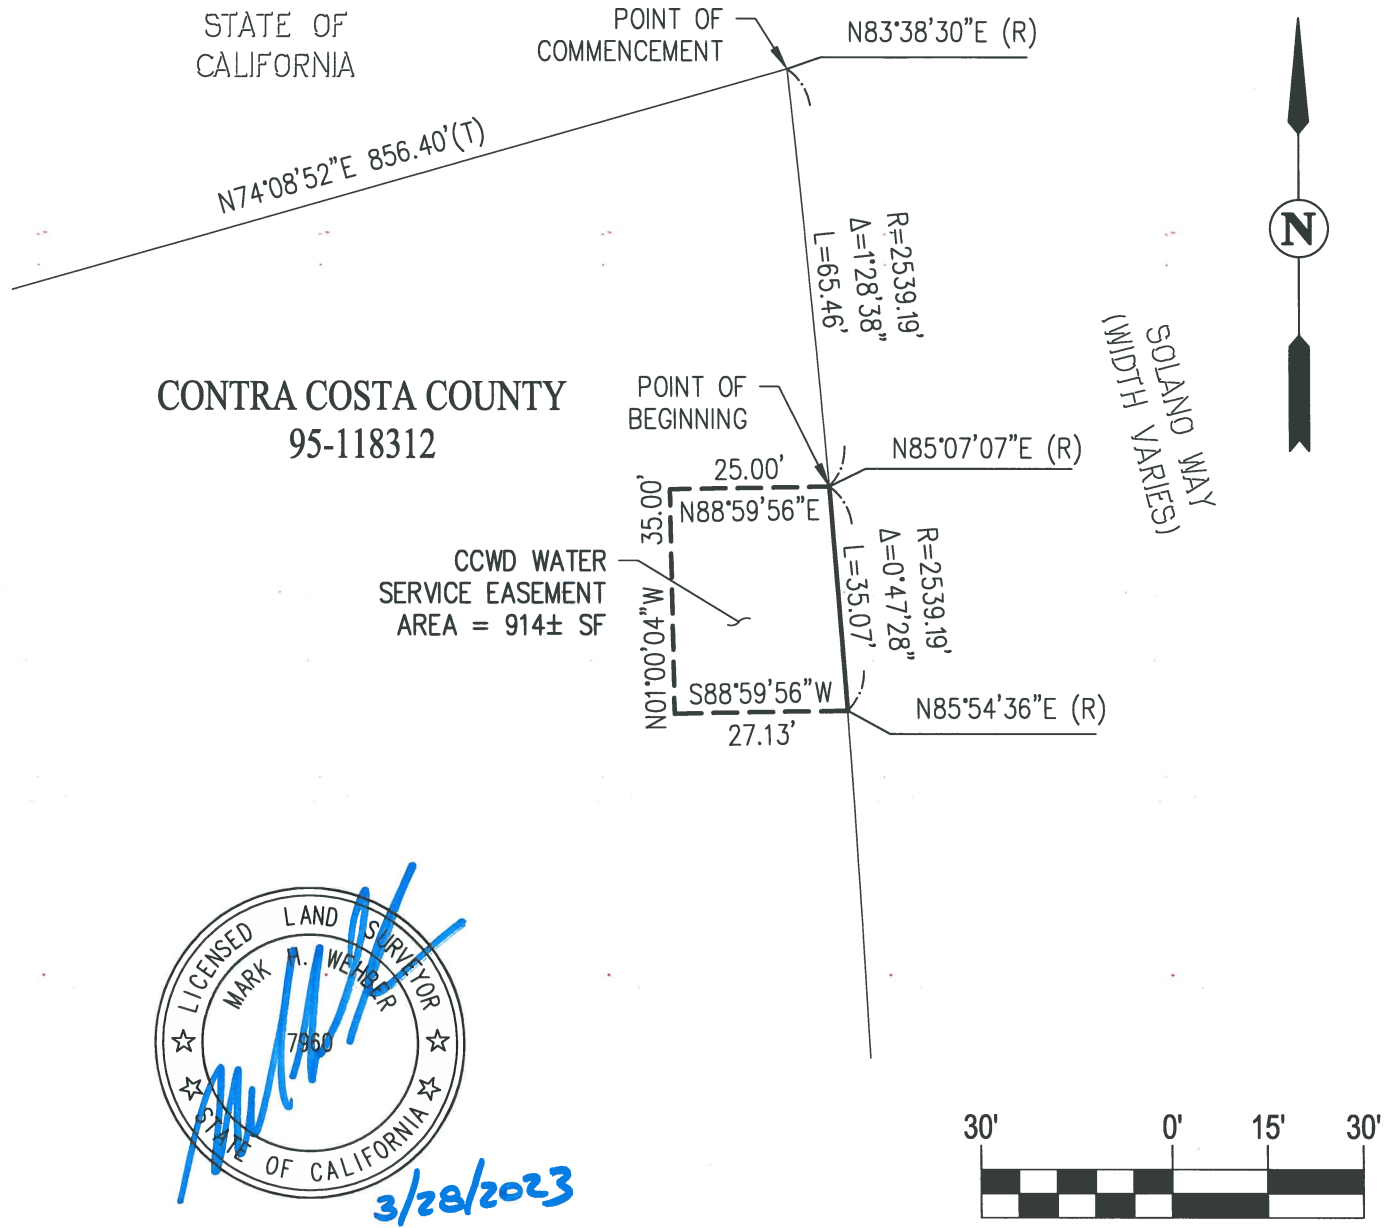 STATE OF
CALIFORNIA
POINT OF
COMMENCEMENT
N83°38'30"E (R)
N74°08'52"E 856.40'(T)
N
R=2539.19'
Δ=1°28'38"
L=65.46'
SOLANO WAY
(WIDTH VARIES)
CONTRA COSTA COUNTY
95-118312
POINT OF
BEGINNING
N85°07'07"E (R)
25.00'
N88°59'56"E
35.00'
N01°00'04"W
CCWD WATER
SERVICE EASEMENT
AREA = 914± SF
R=2539.19'
Δ=0°47'28"
L=35.07'
S88°59'56"W
27.13'
N85°54'36"E (R)
LICENSED LAND SURVEYOR
MARK H. WEHBER
7960
STATE OF CALIFORNIA
3/28/2023
30' 0' 15' 30'